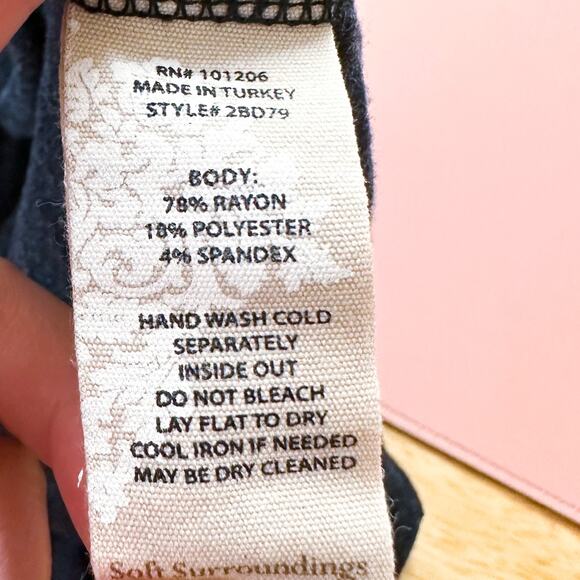 RN# 101206
MADE IN TURKEY
STYLE# 2BD79
BODY:
78% RAYON
18% POLYESTER
4% SPANDEX
HAND WASH COLD
SEPARATELY
INSIDE OUT
DO NOT BLEACH
LAY FLAT TO DRY
COOL IRON IF NEEDED
MAY BE DRY CLEANED
Soft Surroundings